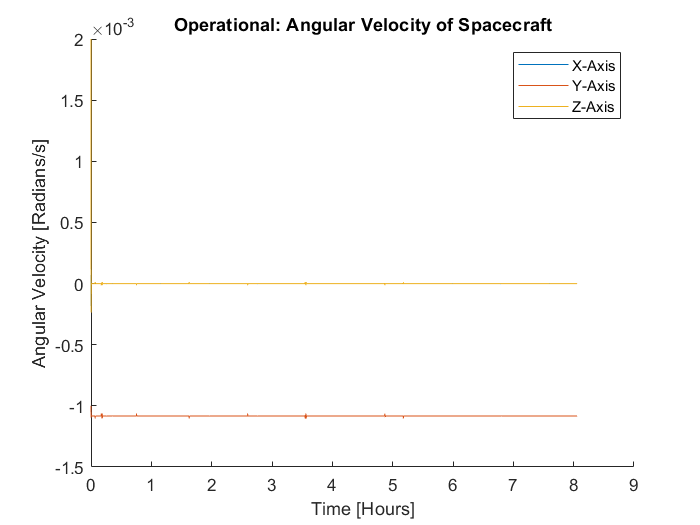 Operational: Angular Velocity of Spacecraft
×10-3
2
1.5
1
0.5
0
-0.5
-1
-1.5
Angular Velocity [Radians/s]
X-Axis
Y-Axis
Z-Axis
0 1 2 3 4 5 6 7 8 9
Time [Hours]